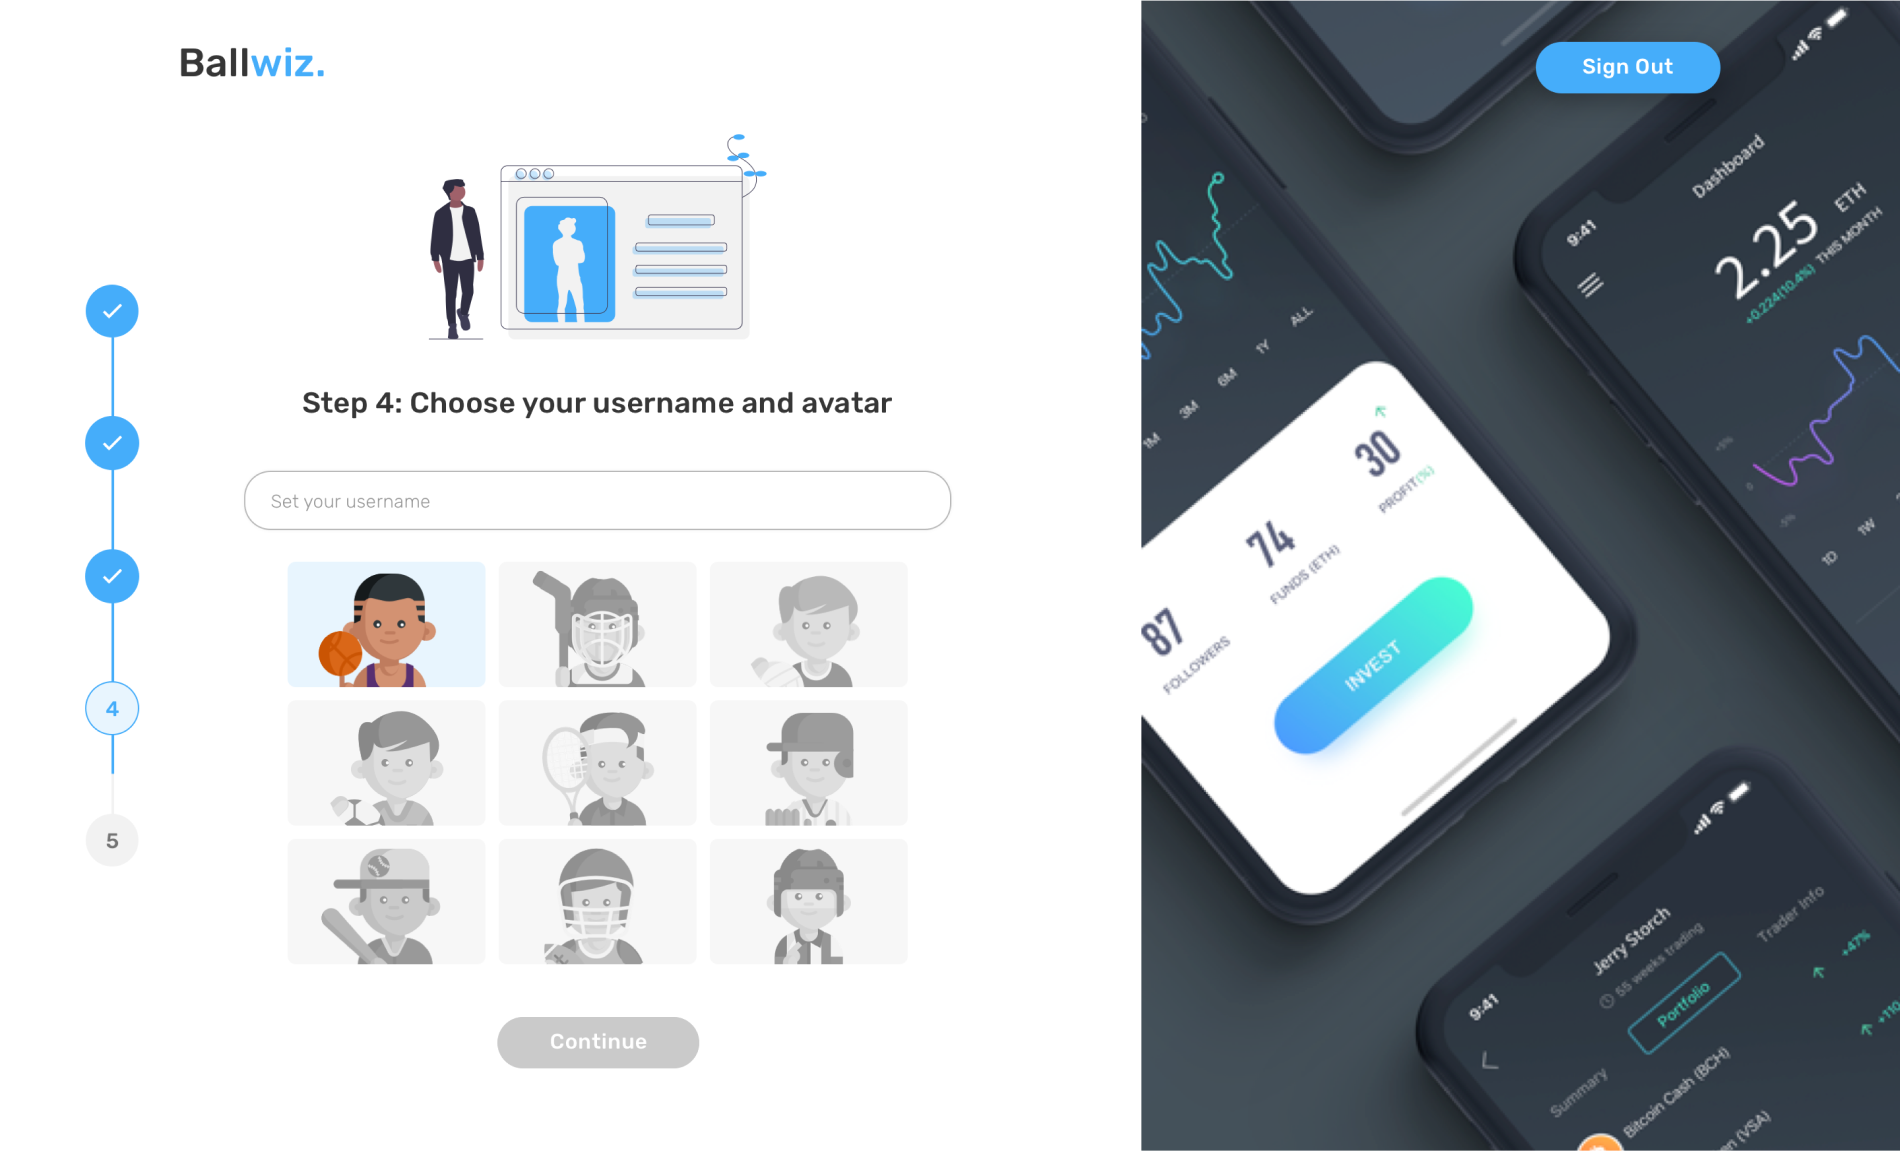 Ballwiz.
Sign Out
Step 4: Choose your username and avatar
Set your username
4
5
Continue
1M
3M
6M
1Y
ALL
30
PROFIT(%)
74
FUNDS (ETH)
87
FOLLOWERS
INVEST
9:41
Dashboard
2.25 ETH
+0.224(10.4%) THIS MONTH
+5%
0
-5%
1D
1W
9:41
Jerry Storch
55 weeks trading
Summary
Portfolio
Trader Info
Bitcoin Cash (BCH)
+47%
(VSA)